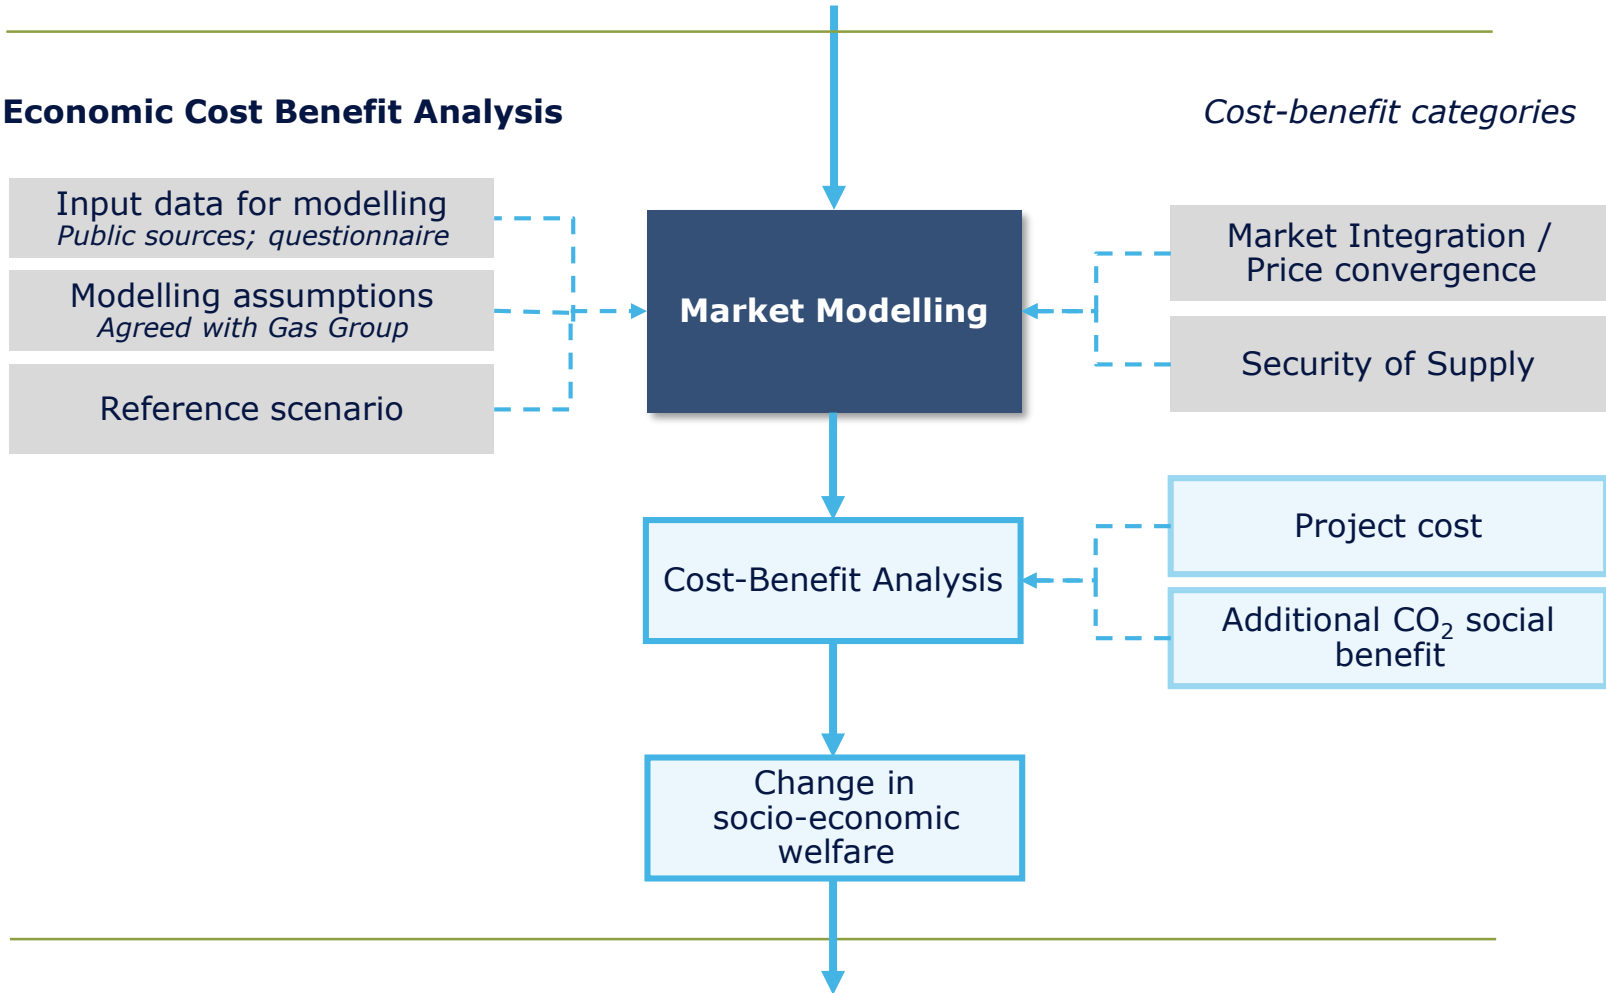 Economic Cost Benefit Analysis
Cost-benefit categories
Input data for modelling
Public sources; questionnaire
Modelling assumptions
Agreed with Gas Group
Reference scenario
Market Modelling
Market Integration /
Price convergence
Security of Supply
Cost-Benefit Analysis
Project cost
Additional CO₂ social
benefit
Change in
socio-economic
welfare